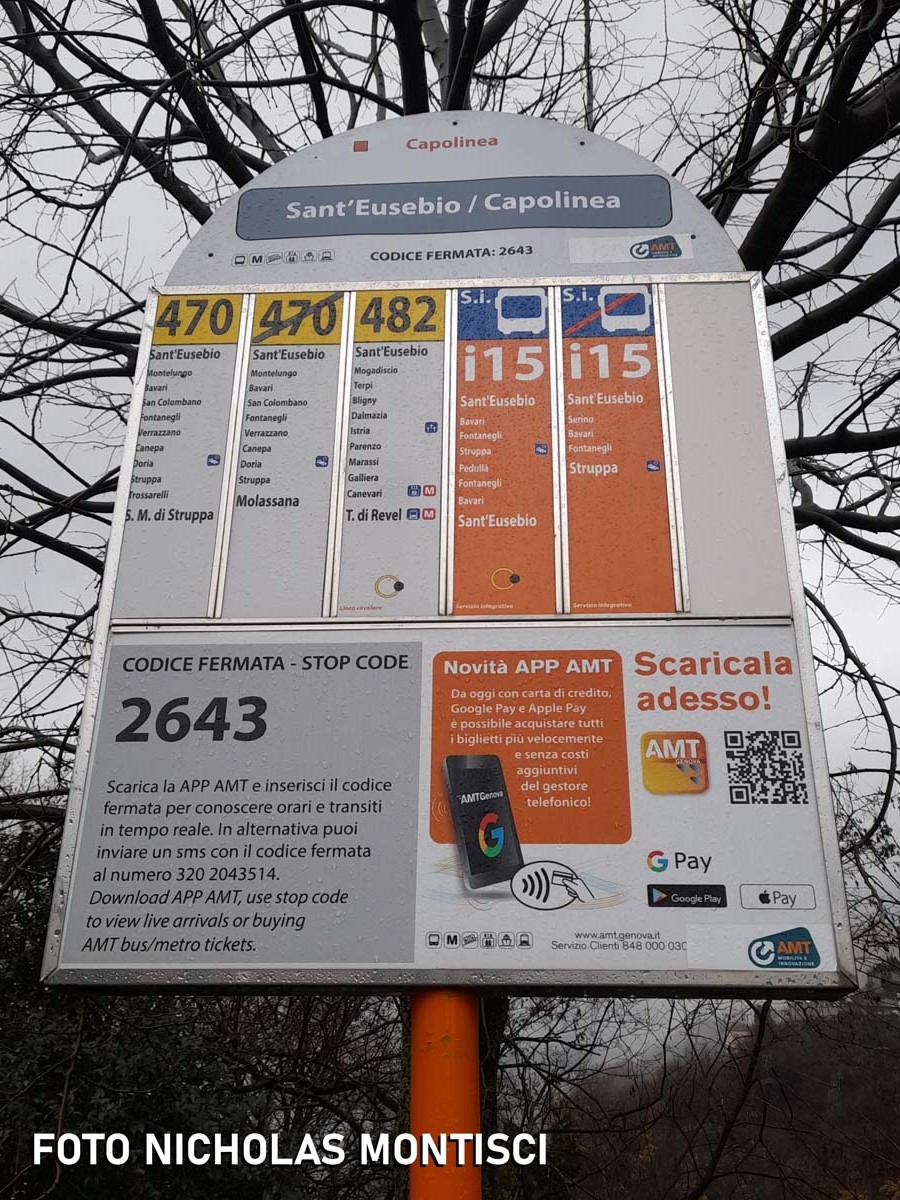 Capolinea
Sant'Eusebio / Capolinea
CODICE FERMATA: 2643
AMT
470
Sant'Eusebio
Montelungo
Bavari
San Colombano
Fontanegli
Verrazzano
Canepa
Doria
Struppa
Trossarelli
S. M. di Struppa
470
Sant'Eusebio
Montelungo
Bavari
San Colombano
Fontanegli
Verrazzano
Canepa
Doria
Struppa
Molassana
482
Sant'Eusebio
Mogadiscio
Terpi
Bligny
Dalmazia
Istria
Parenzo
Marassi
Galliera
Canevari M
T. di Revel M
Linea circolare
S.i.
i15
Sant'Eusebio
Bavari
Fontanegli
Struppa
Pedullà
Fontanegli
Bavari
Sant'Eusebio
Servizio integrativo
S.i.
i15
Sant'Eusebio
Serino
Bavari
Fontanegli
Struppa
Servizio integrativo
CODICE FERMATA - STOP CODE
2643
Scarica la APP AMT e inserisci il codice
fermata per conoscere orari e transiti
in tempo reale. In alternativa puoi
inviare un sms con il codice fermata
al numero 320 2043514.
Download APP AMT, use stop code
to view live arrivals or buying
AMT bus/metro tickets.
Novità APP AMT
Da oggi con carta di credito,
Google Pay e Apple Pay
è possibile acquistare tutti
i biglietti più velocemente
e senza costi
aggiuntivi
del gestore
telefonico!
AMTGenova
G
Scaricala
adesso!
AMT
GENOVA
G Pay
Google Play
Pay
M
www.amt.genova.it
Servizio Clienti 848 000 030
AMT
MOBILITÀ E
INNOVAZIONE
FOTO NICHOLAS MONTISCI